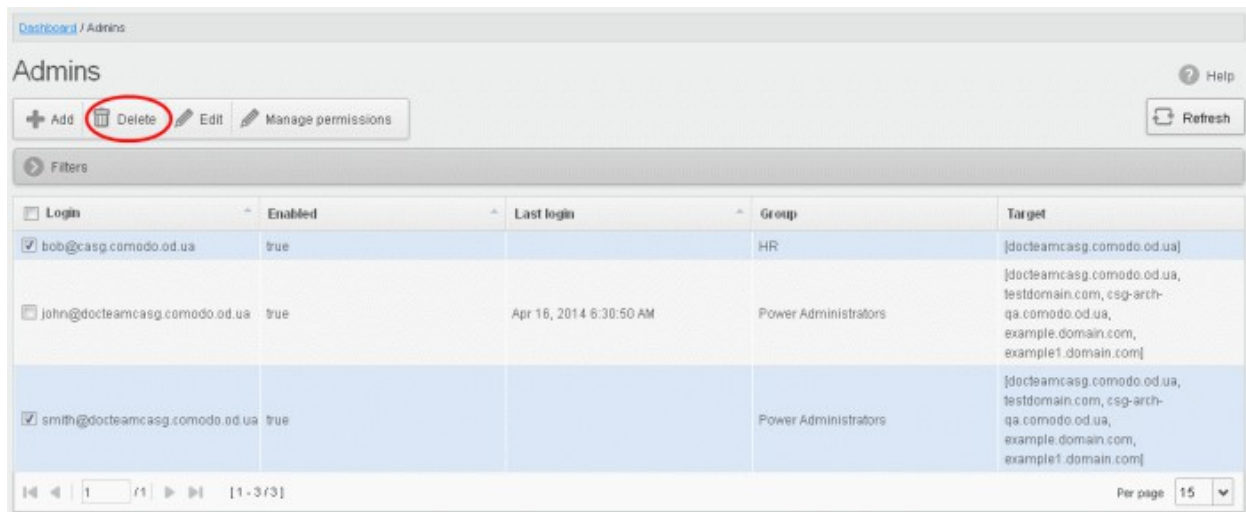 Dashboard / Admins
Admins
Help
Add Delete Edit Manage permissions
Refresh
Filters
Login Enabled Last login Group Target
bob@casg.comodo.od.ua true HR [docteamcasg.comodo.od.ua]
john@docteamcasg.comodo.od.ua true Apr 16, 2014 6:30:50 AM Power Administrators [docteamcasg.comodo.od.ua,
testdomain.com, csg-arch-
qa.comodo.od.ua,
example.domain.com,
example1.domain.com]
smith@docteamcasg.comodo.od.ua true Power Administrators [docteamcasg.comodo.od.ua,
testdomain.com, csg-arch-
qa.comodo.od.ua,
example.domain.com,
example1.domain.com]
1 /1 [1 - 3 / 3] Per page 15